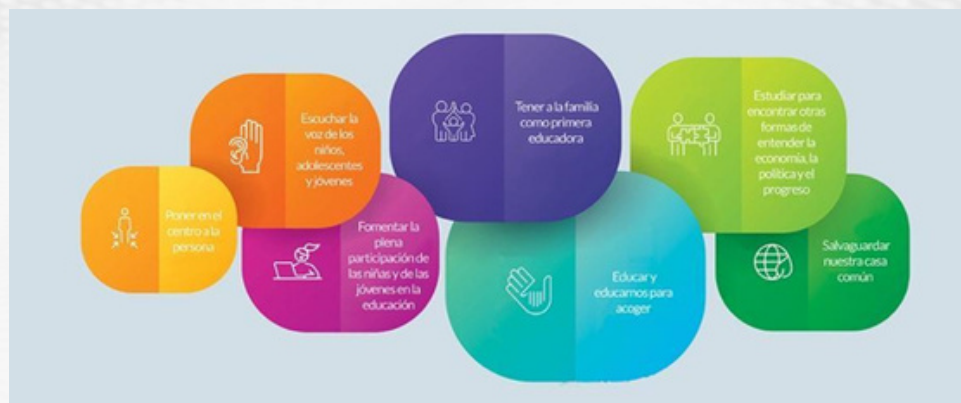 Poner en el
centro a la
persona
Escuchar la
voz de los
niños,
adolescentes
y jóvenes
Fomentar la
plena
participación de
las niñas y de las
jóvenes en la
educación
Tener a la familia
como primera
educadora
Educar y
educarnos para
acoger
Estudiar para
encontrar otras
formas de
entender la
economía, la
política y el
progreso
Salvaguardar
nuestra casa
común